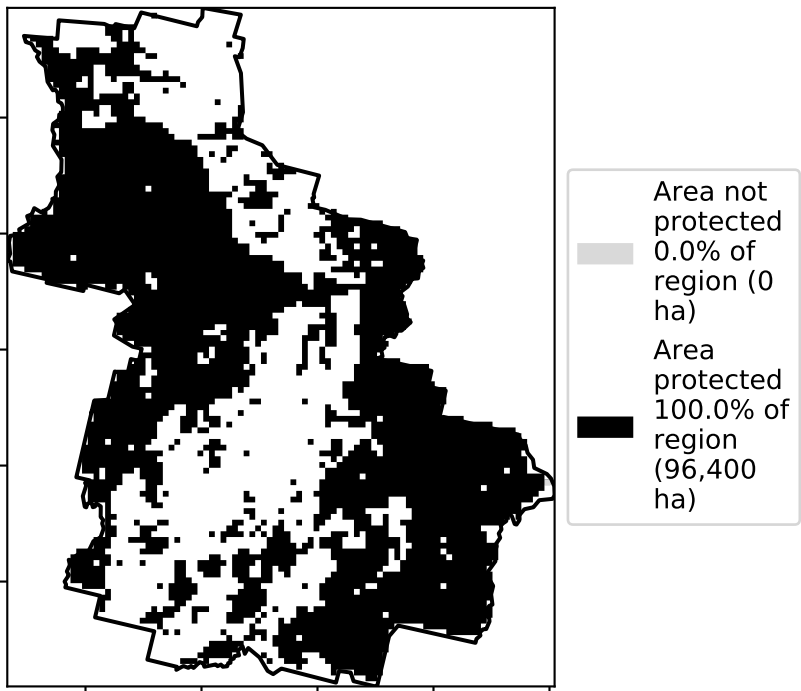 Area not
protected
0.0% of
region (0
ha)
Area
protected
100.0% of
region
(96,400
ha)